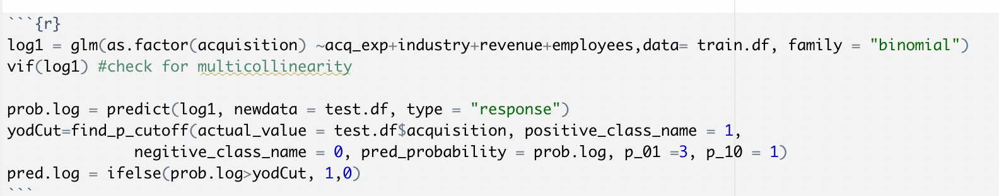 ```{r}
log1 = glm(as.factor(acquisition) ~acq_exp+industry+revenue+employees,data= train.df, family = "binomial")
vif(log1) #check for multicollinearity
prob.log = predict(log1, newdata = test.df, type = "response")
yodCut=find_p_cutoff(actual_value = test.df$acquisition, positive_class_name = 1,
negitive_class_name = 0, pred_probability = prob.log, p_01 =3, p_10 = 1)
pred.log = ifelse(prob.log>yodCut, 1,0)
```